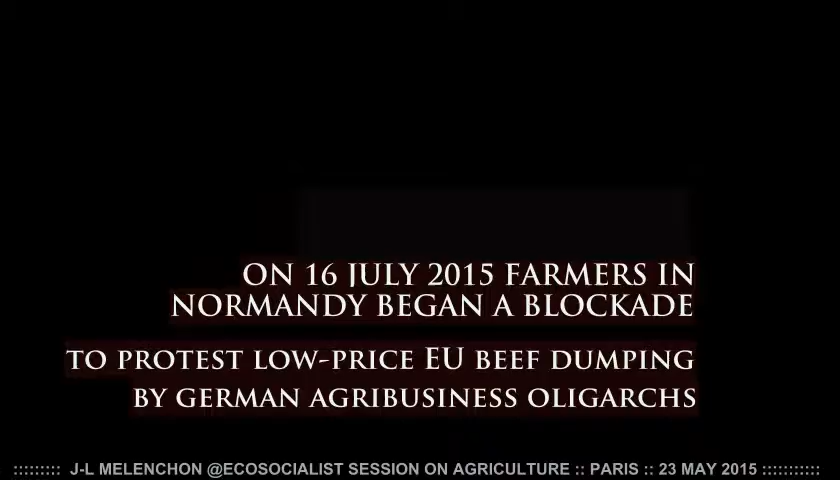 ON 16 JULY 2015 FARMERS IN
NORMANDY BEGAN A BLOCKADE
TO PROTEST LOW-PRICE EU BEEF DUMPING
BY GERMAN AGRIBUSINESS OLIGARCHS
::::::::: J-L MELENCHON @ECOSOCIALIST SESSION ON AGRICULTURE :: PARIS :: 23 MAY 2015 :::::::::::